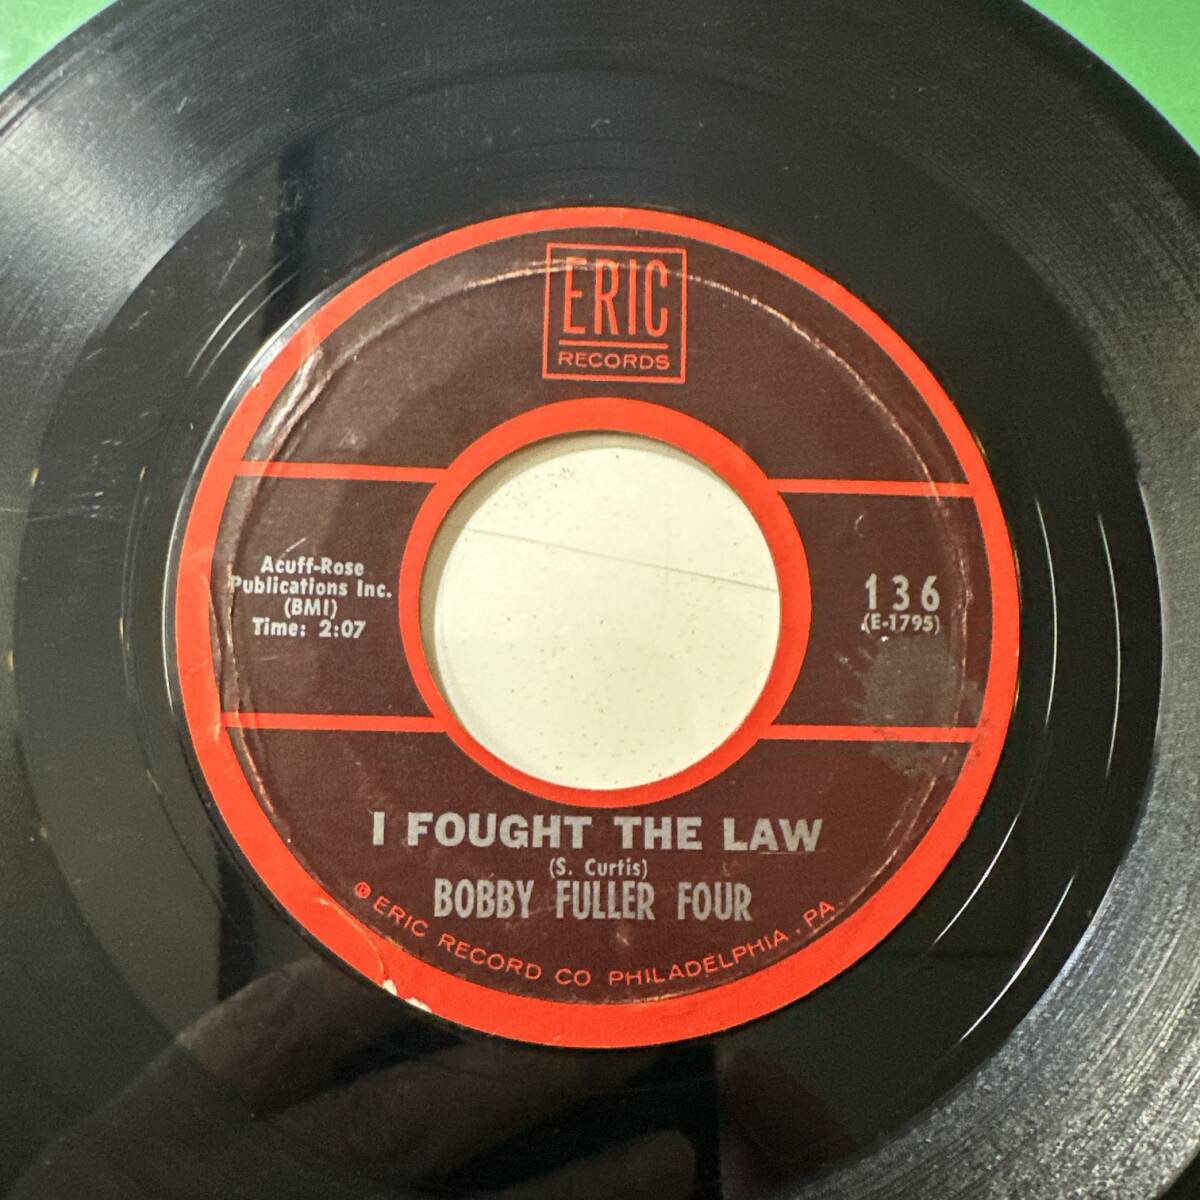 ERIC
RECORDS
Acuff-Rose
Publications Inc.
(BMI)
Time: 2:07
136
(E-1795)
I FOUGHT THE LAW
(S. Curtis)
BOBBY FULLER FOUR
℗ ERIC RECORD CO PHILADELPHIA . PA